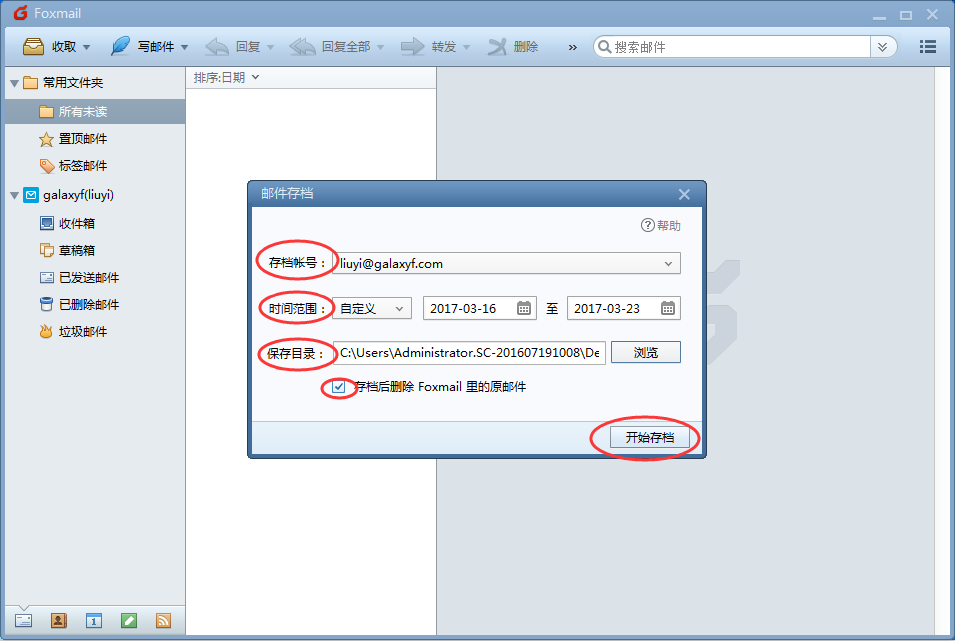 Foxmail
收取 写邮件 回复 回复全部 转发 删除 » 搜索邮件
常用文件夹
所有未读
置顶邮件
标签邮件
galaxyf(liuyi)
收件箱
草稿箱
已发送邮件
已删除邮件
垃圾邮件
排序:日期
邮件存档
帮助
存档帐号： liuyi@galaxyf.com
时间范围： 自定义 2017-03-16 至 2017-03-23
保存目录： C:\Users\Administrator.SC-201607191008\De 浏览
存档后删除 Foxmail 里的原邮件
开始存档
1